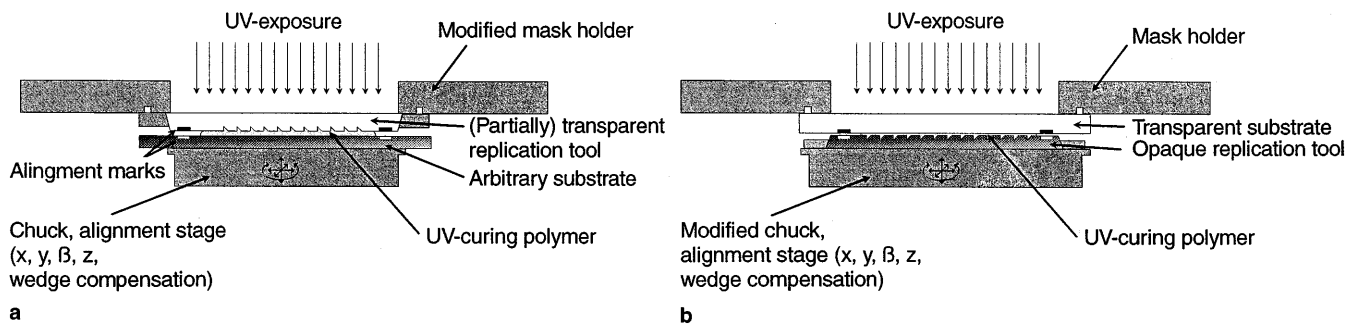 UV-exposure
Modified mask holder
(Partially) transparent
replication tool
Alingment marks
Arbitrary substrate
Chuck, alignment stage
(x, y, ß, z,
wedge compensation)
UV-curing polymer
a
UV-exposure
Mask holder
Transparent substrate
Opaque replication tool
Modified chuck,
alignment stage (x, y, ß, z,
wedge compensation)
UV-curing polymer
b